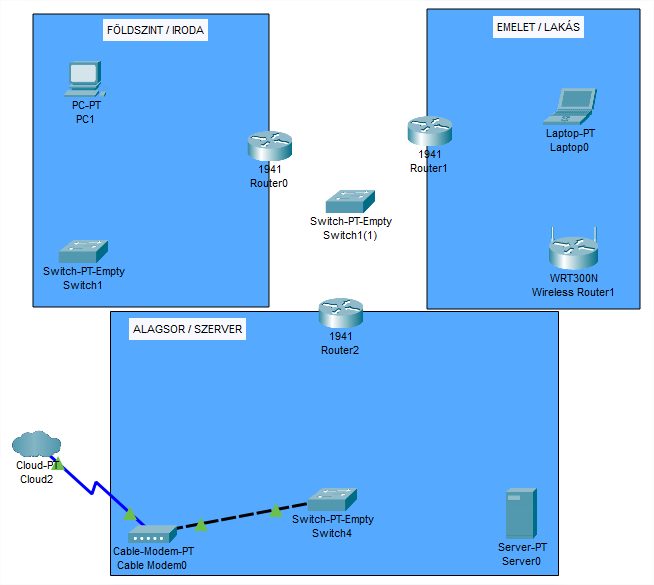 FÖLDSZINT / IRODA
PC-PT
PC1
1941
Router0
Switch-PT-Empty
Switch1
EMELET / LAKÁS
1941
Router1
Laptop-PT
Laptop0
Switch-PT-Empty
Switch1(1)
WRT300N
Wireless Router1
ALAGSOR / SZERVER
1941
Router2
Cloud-PT
Cloud2
Cable-Modem-PT
Cable Modem0
Switch-PT-Empty
Switch4
Server-PT
Server0